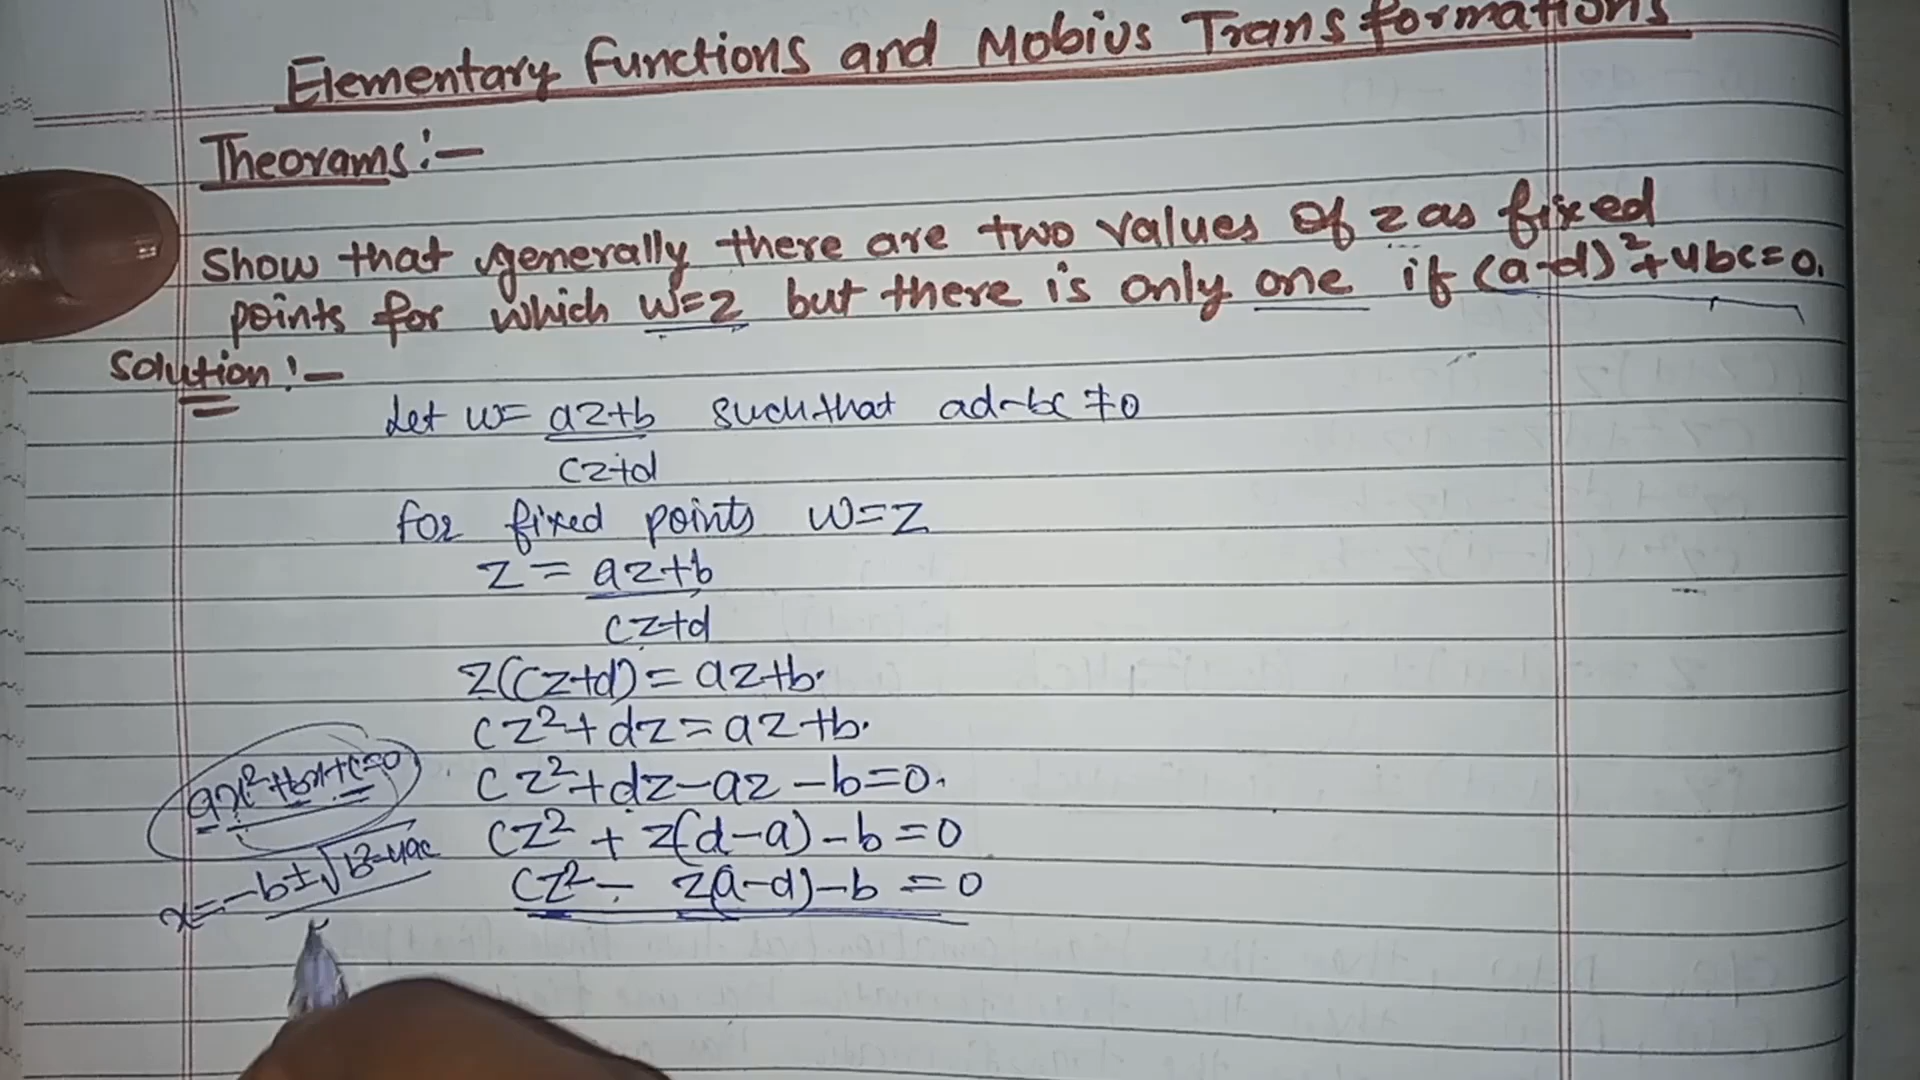 Elementary Functions and Mobius Transformations
Theorams:-
Show that generally there are two values of z as fixed
points for which w=z but there is only one if (a-d)²+4bc=0.
Solution:-
Let w= az+b such that ad-bc ≠0
cz+d
for fixed points w=z
z = az+b
cz+d
z(cz+d)= az+b.
cz²+dz=az+b.
cz²+dz-az-b=0.
cz² + z(d-a)-b=0
cz² - z(a-d)-b =0
ax²+bx+c=0
x=-b±√b²-4ac